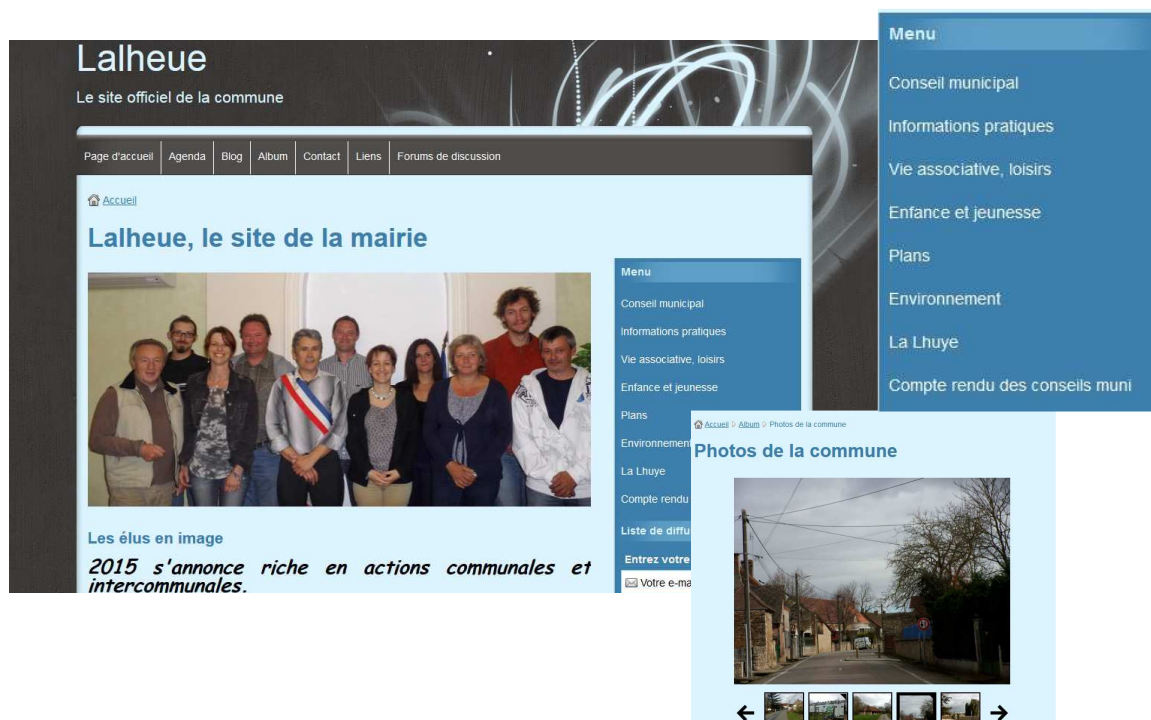 Lalheue
Le site officiel de la commune
Page d'accueil Agenda Blog Album Contact Liens Forums de discussion
Accueil
Lalheue, le site de la mairie
Les élus en image
2015 s'annonce riche en actions communales et
intercommunales.
Menu
Conseil municipal
Informations pratiques
Vie associative, loisirs
Enfance et jeunesse
Plans
Environnement
La Lhuye
Compte rendu
Liste de diffu
Entrez votre
Votre e-ma
Menu
Conseil municipal
Informations pratiques
Vie associative, loisirs
Enfance et jeunesse
Plans
Environnement
La Lhuye
Compte rendu des conseils muni
Accueil Album Photos de la commune
Photos de la commune